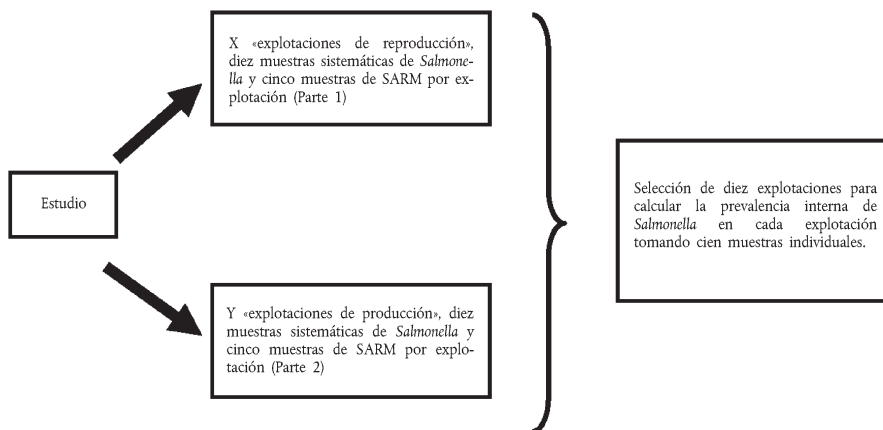 X «explotaciones de reproducción»,
diez muestras sistemáticas de Salmone-
lla y cinco muestras de SARM por ex-
plotación (Parte 1)
Estudio
Selección de diez explotaciones para
calcular la prevalencia interna de
Salmonella en cada explotación
tomando cien muestras individuales.
Y «explotaciones de producción», diez
muestras sistemáticas de Salmonella y
cinco muestras de SARM por explo-
tación (Parte 2)